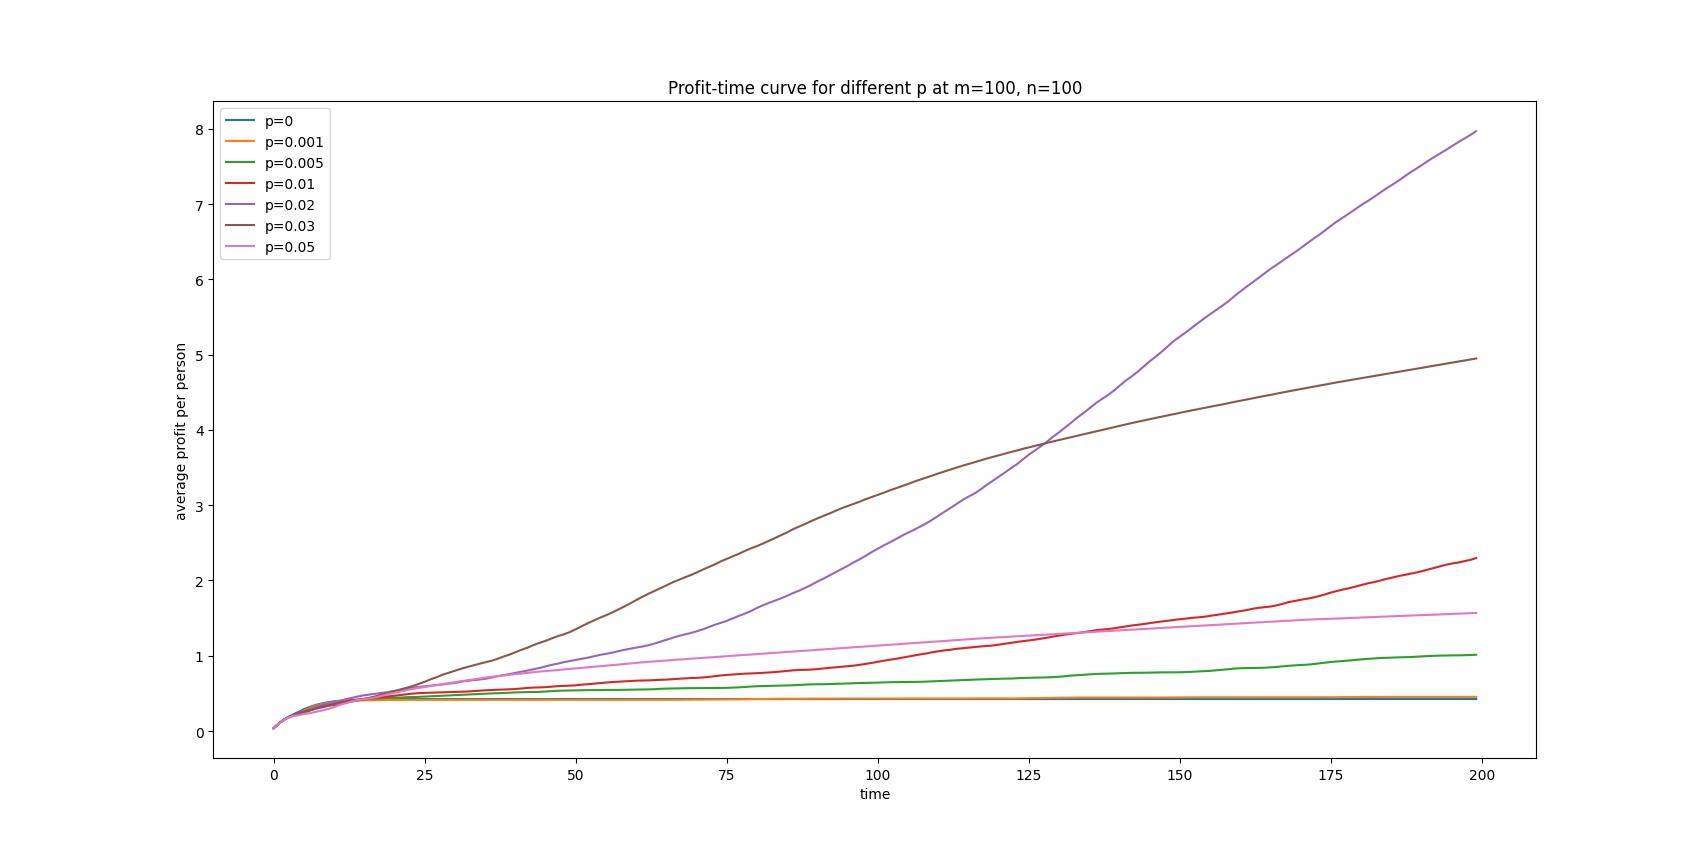 Profit-time curve for different p at m=100, n=100
p=0
p=0.001
p=0.005
p=0.01
p=0.02
p=0.03
p=0.05
8
7
6
5
4
3
2
1
0
average profit per person
0 25 50 75 100 125 150 175 200
time